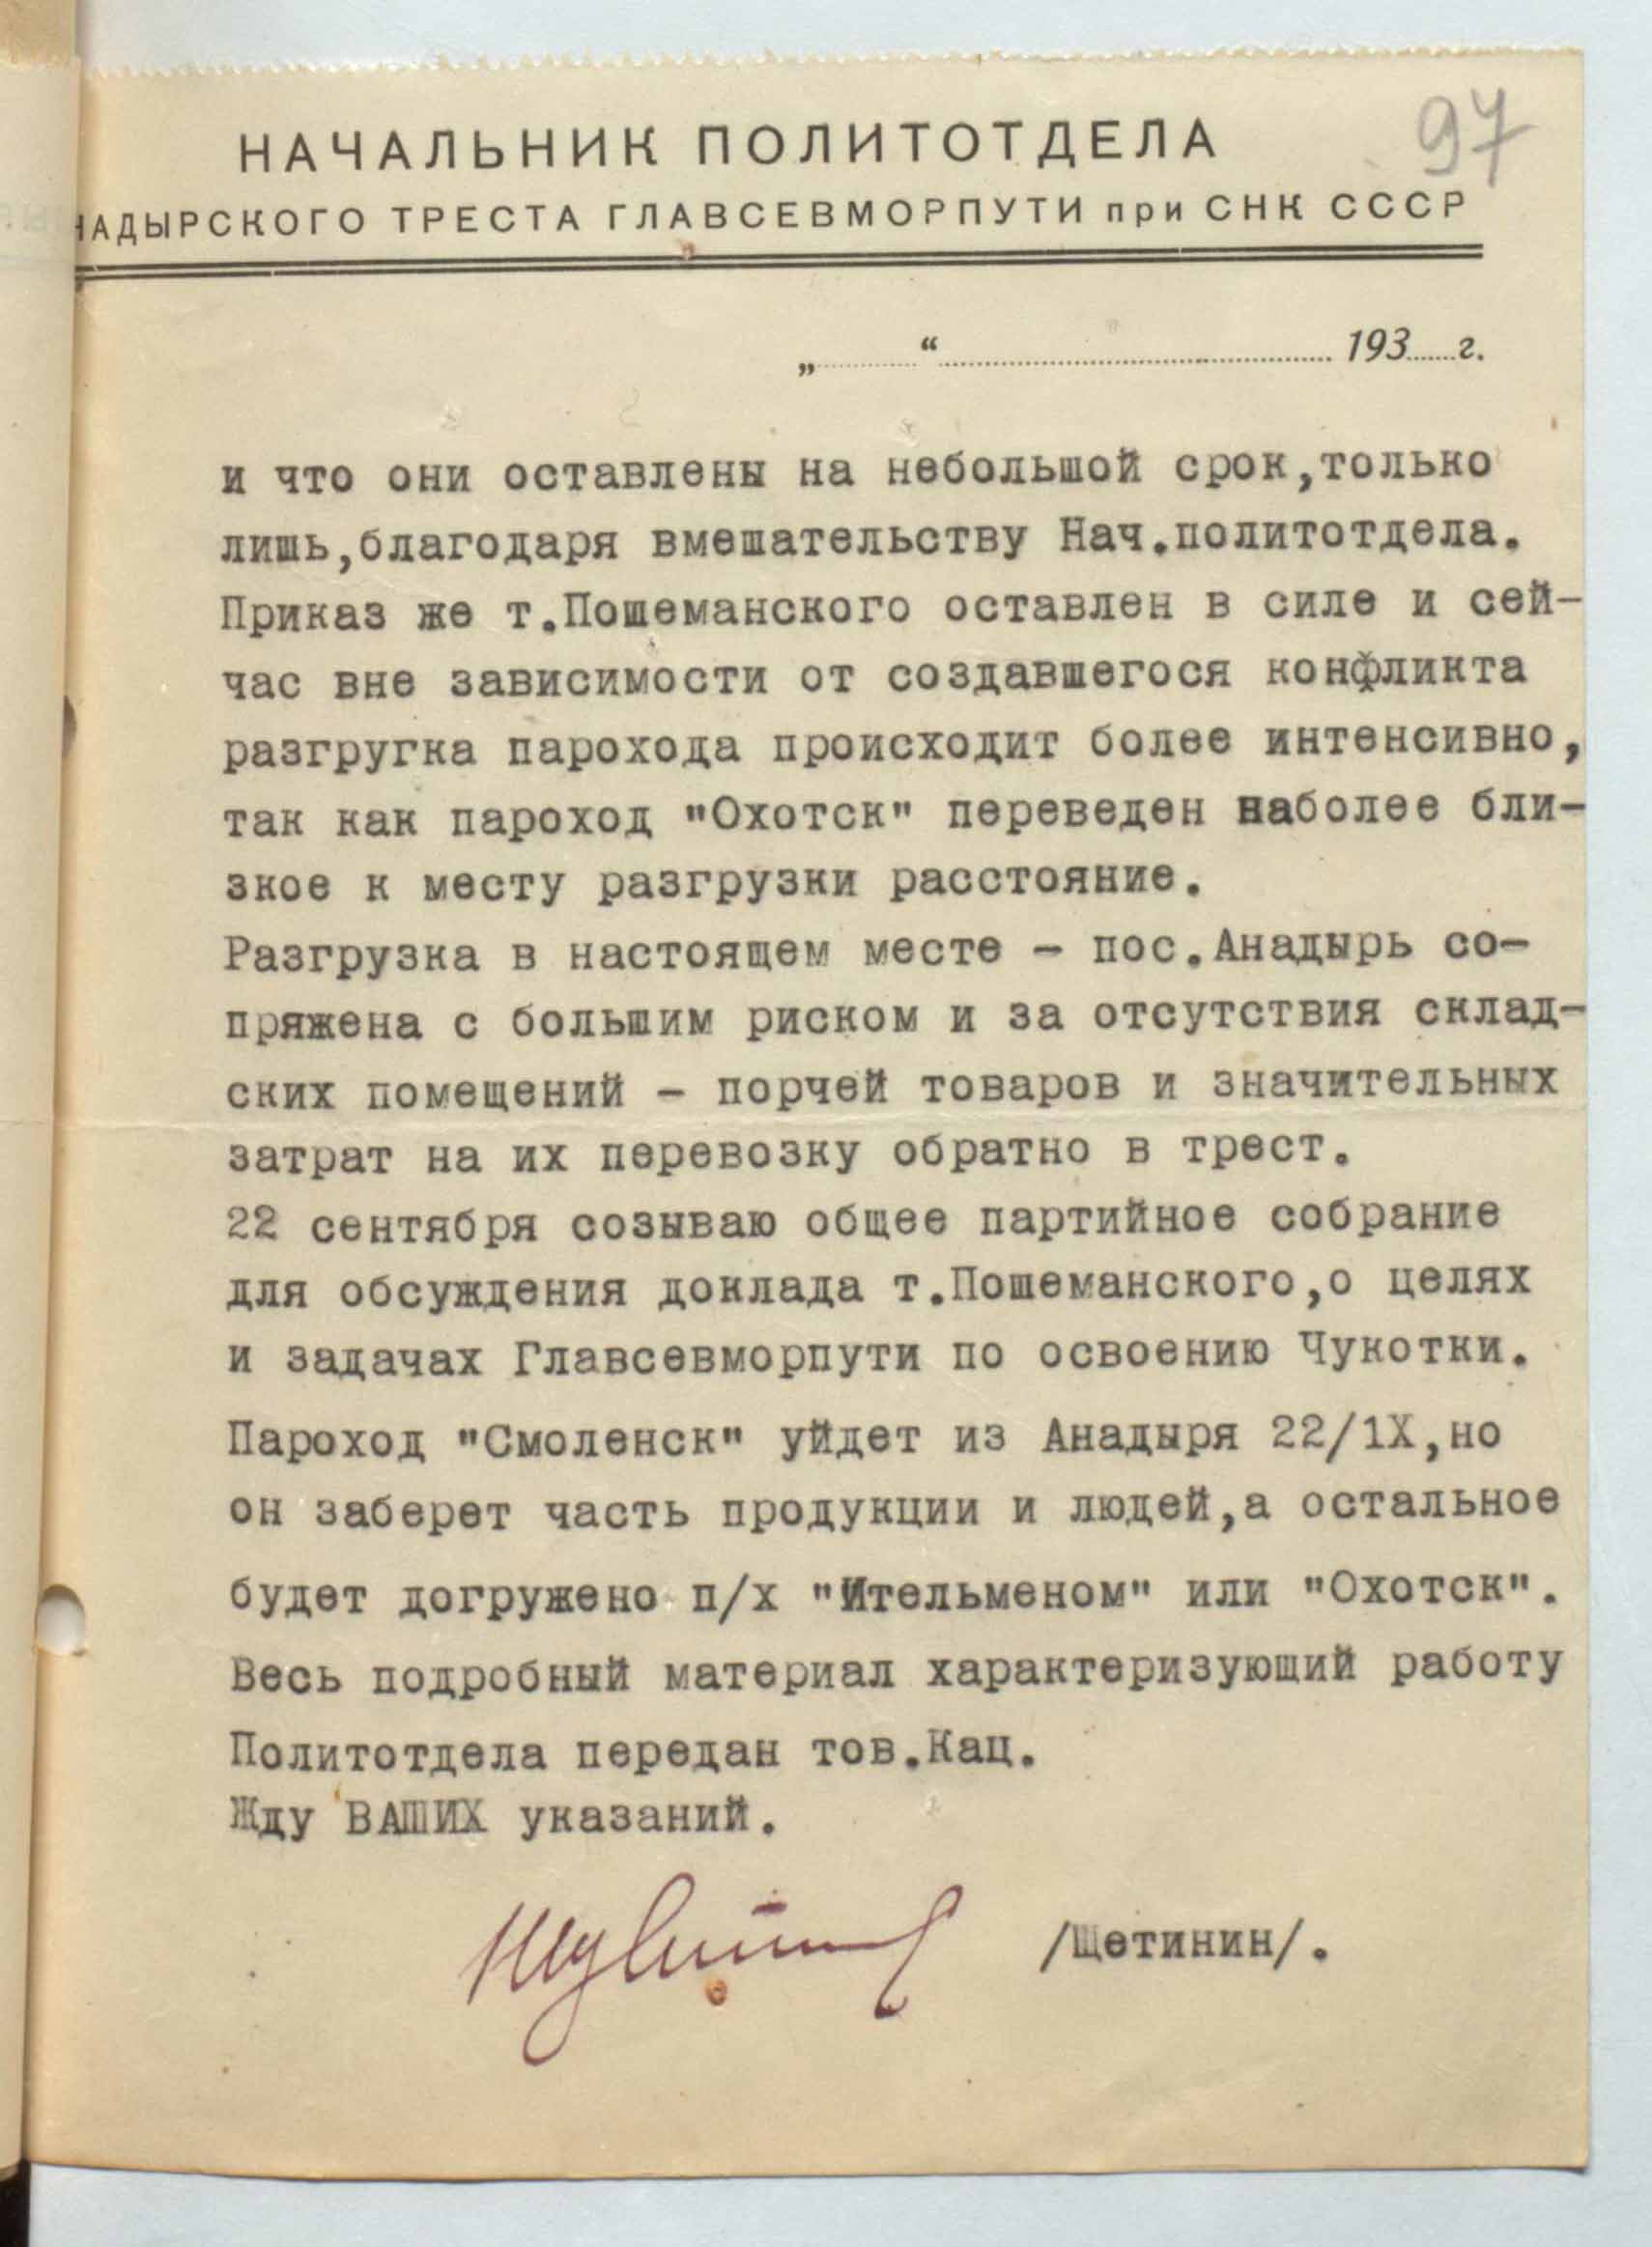 97
НАЧАЛЬНИК ПОЛИТОТДЕЛА
НАДЫРСКОГО ТРЕСТА ГЛАВСЕВМОРПУТИ при СНК СССР
„ “ 193 г.
и что они оставлены на небольшой срок,только
лишь,благодаря вмешательству Нач.политотдела.
Приказ же т.Пошеманского оставлен в силе и сей-
час вне зависимости от создавшегося конфликта
разгругка парохода происходит более интенсивно,
так как пароход "Охотск" переведен наболее бли-
зкое к месту разгрузки расстояние.
Разгрузка в настоящем месте - пос.Анадырь со-
пряжена с большим риском и за отсутствия склад-
ских помещений - порчей товаров и значительных
затрат на их перевозку обратно в трест.
22 сентября созываю общее партийное собрание
для обсуждения доклада т.Пошеманского,о целях
и задачах Главсевморпути по освоению Чукотки.
Пароход "Смоленск" уйдет из Анадыря 22/1X,но
он заберет часть продукции и людей,а остальное
будет догружено п/х "Ительменом" или "Охотск".
Весь подробный материал характеризующий работу
Политотдела передан тов.Кац.
Жду ВАШИХ указаний.
/Щетинин/.